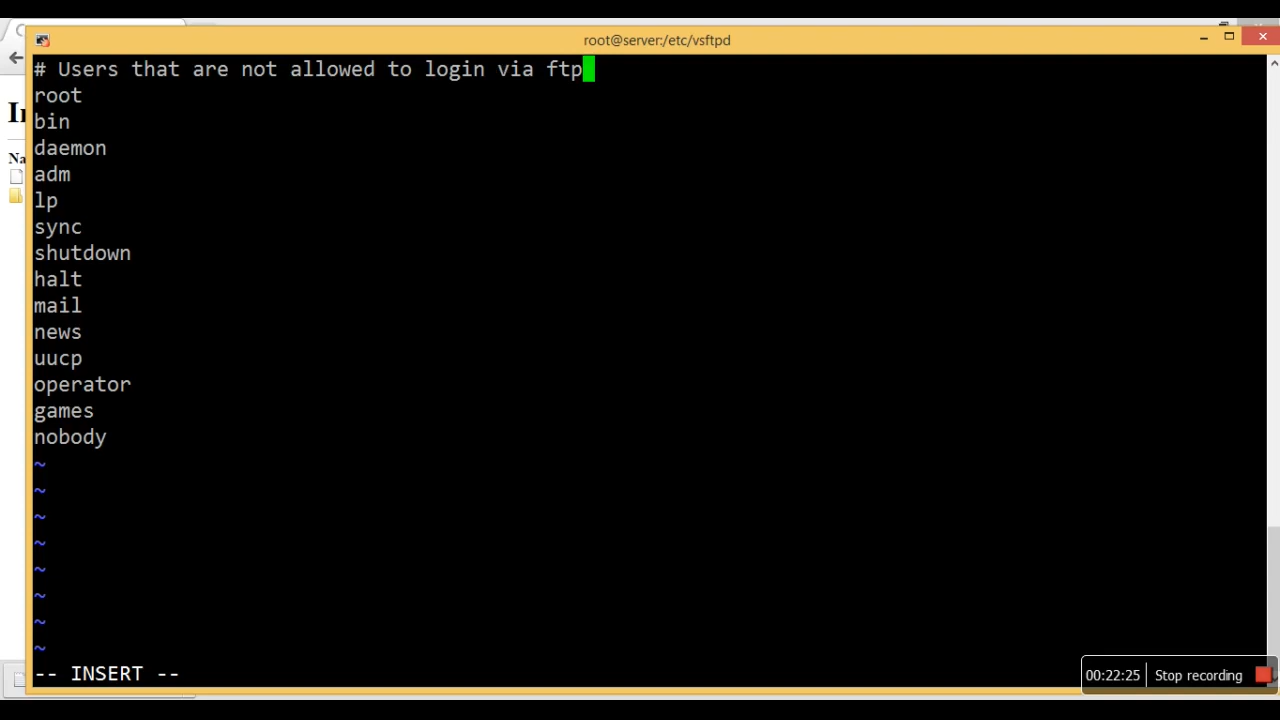 root@server:/etc/vsftpd
# Users that are not allowed to login via ftp
root
bin
daemon
adm
lp
sync
shutdown
halt
mail
news
uucp
operator
games
nobody
~
~
~
~
~
~
~
~
-- INSERT --
00:22:25 Stop recording